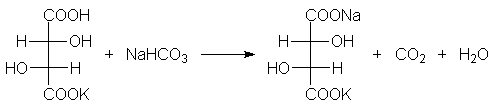 COOH
H OH
HO H
COOK
+ NaHCO3
COONa
H OH
HO H
COOK
+ CO2 + H2O